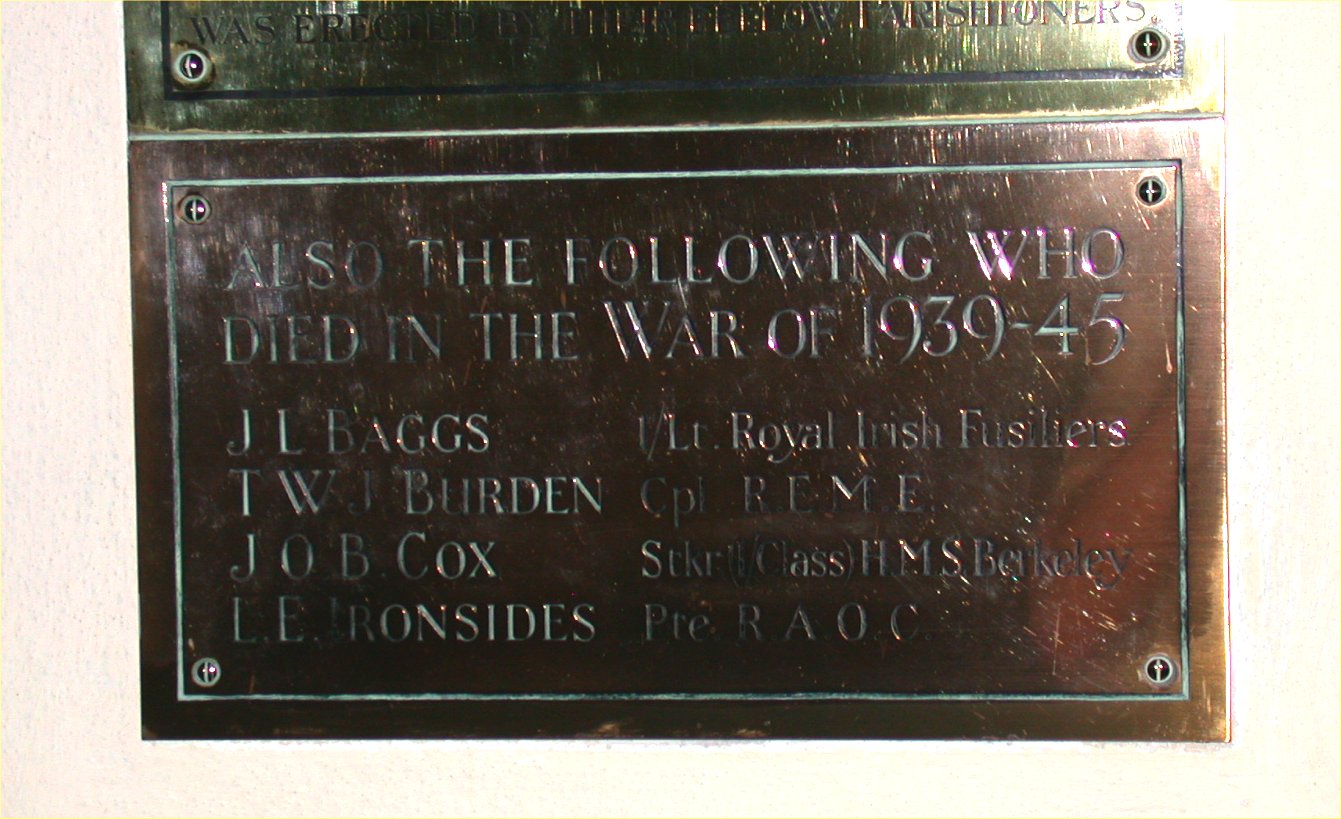 WAS ERECTED BY THEIR FELLOW PARISHIONERS.
ALSO THE FOLLOWING WHO
DIED IN THE WAR OF 1939-45
J. L. BAGGS 1/Lt. Royal Irish Fusiliers
T. W. J. BURDEN Cpl. R.E.M.E.
J. O. B. COX Stkr (1/Class) H.M.S. Berkeley
L. E. IRONSIDES Pte. R.A.O.C.